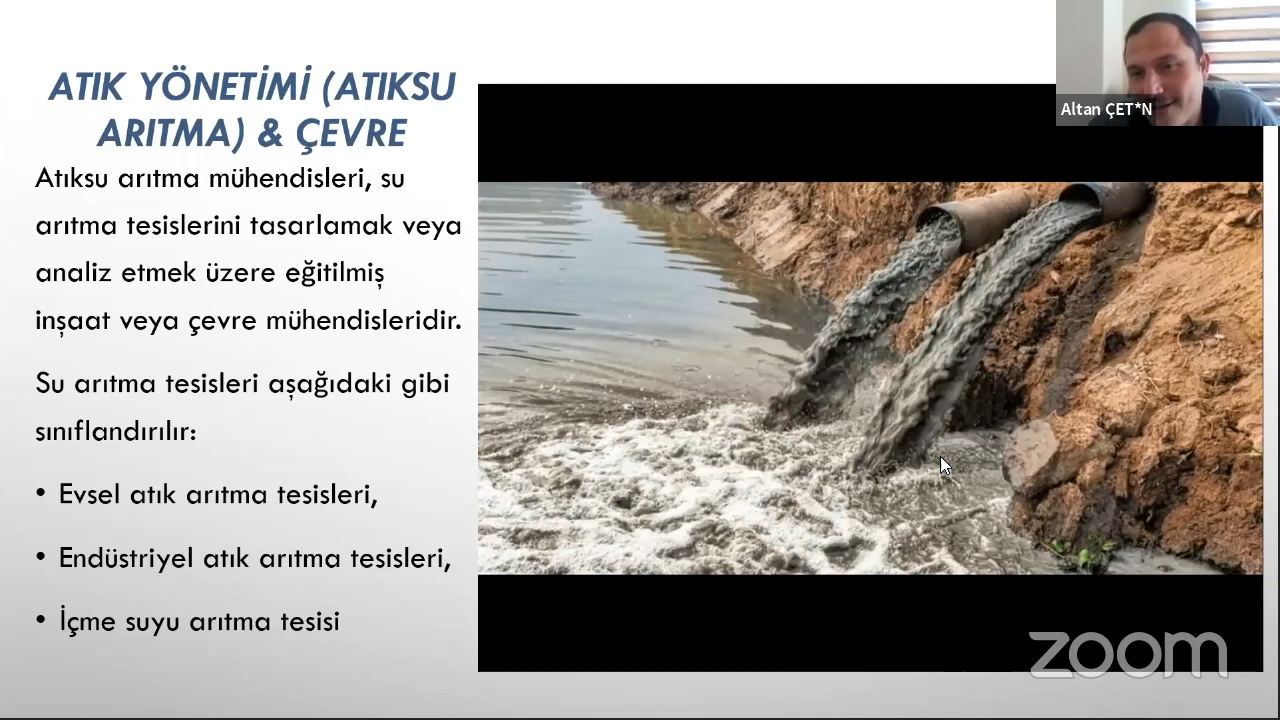 ATIK YÖNETİMİ (ATIKSU
ARITMA) & ÇEVRE
Atıksu arıtma mühendisleri, su
arıtma tesislerini tasarlamak veya
analiz etmek üzere eğitilmiş
inşaat veya çevre mühendisleridir.
Su arıtma tesisleri aşağıdaki gibi
sınıflandırılır:
• Evsel atık arıtma tesisleri,
• Endüstriyel atık arıtma tesisleri,
• İçme suyu arıtma tesisi
Altan ÇET*N
zoom